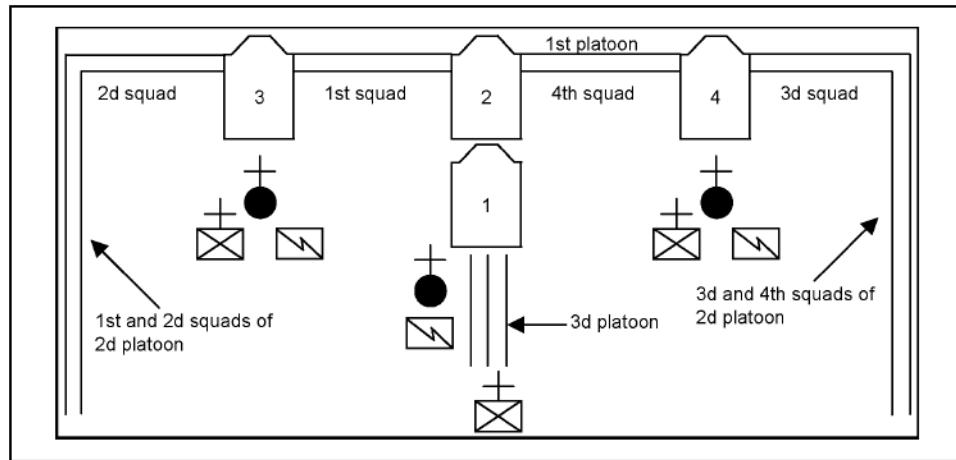 1st platoon
2d squad
3
1st squad
2
4th squad
4
3d squad
1
1st and 2d squads of
2d platoon
3d platoon
3d and 4th squads of
2d platoon